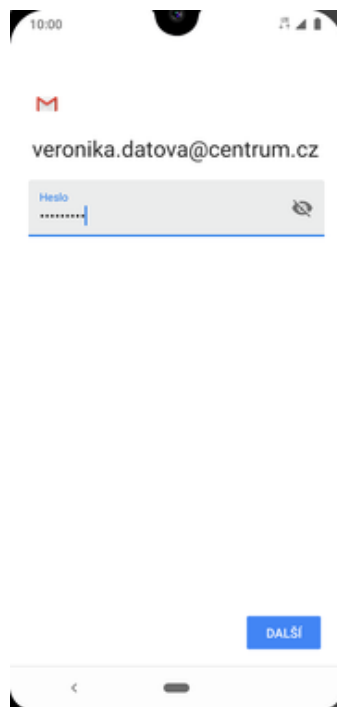 10:00
veronika.datova@centrum.cz
Heslo
•••••••••
DALŠÍ